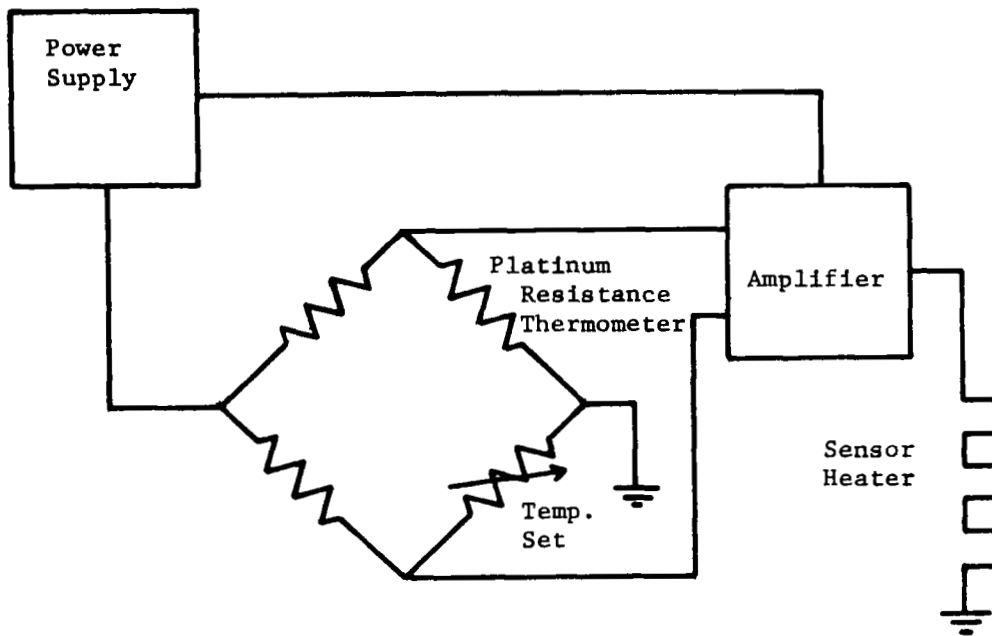 Power
Supply
Platinum
Resistance
Thermometer
Amplifier
Sensor
Heater
Temp.
Set